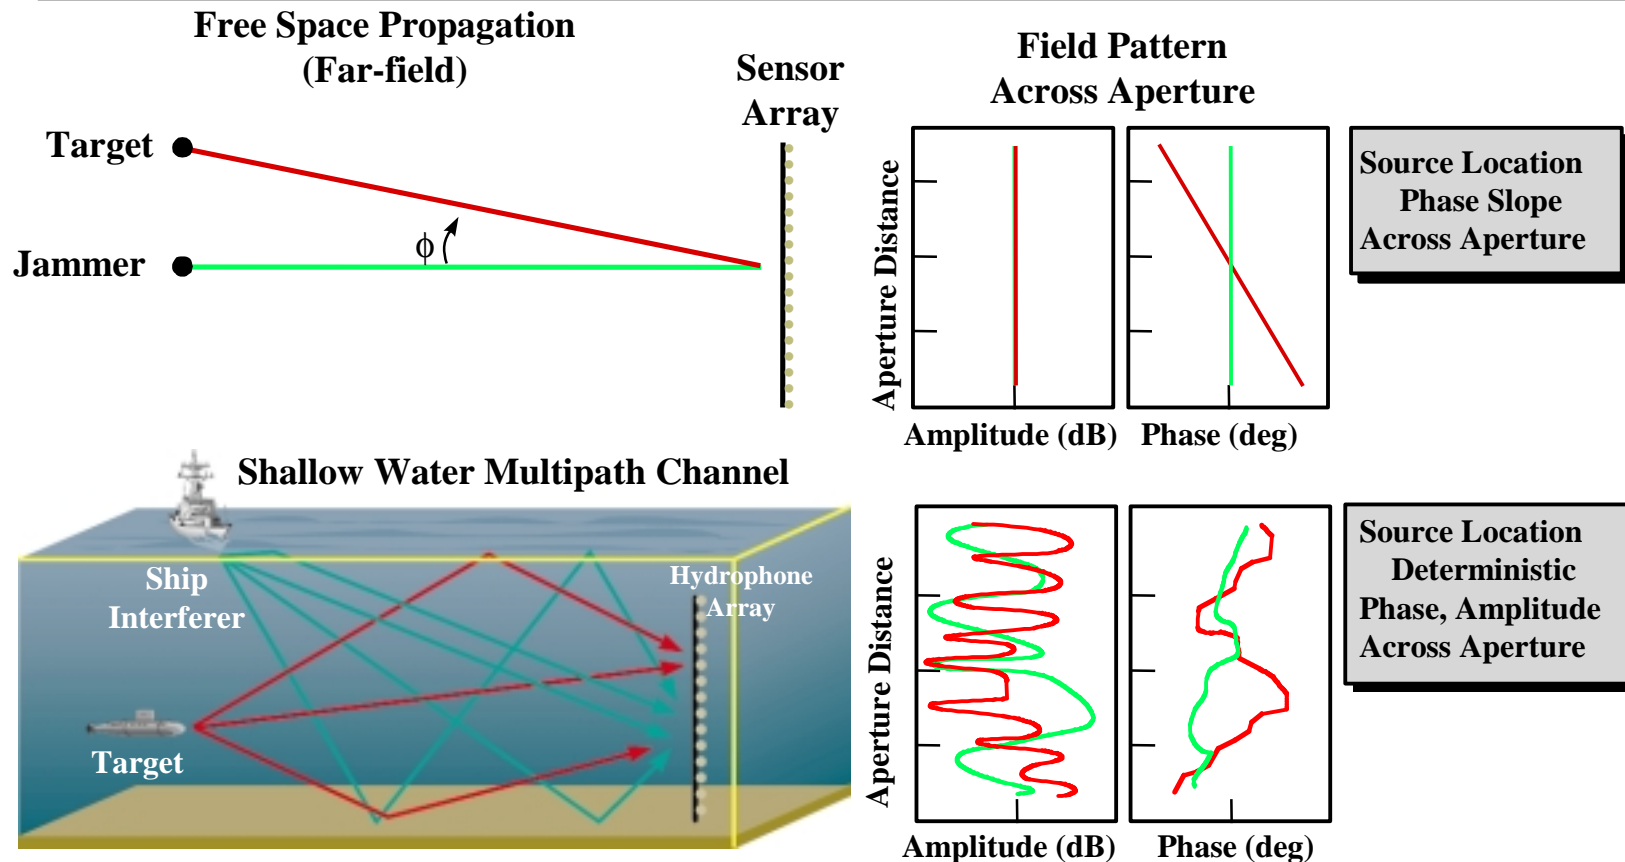 Free Space Propagation
(Far-field)
Sensor
Array
Target
Jammer
ϕ
Field Pattern
Across Aperture
Aperture Distance
Amplitude (dB)
Phase (deg)
Source Location
Phase Slope
Across Aperture
Shallow Water Multipath Channel
Ship
Interferer
Hydrophone
Array
Target
Aperture Distance
Amplitude (dB)
Phase (deg)
Source Location
Deterministic
Phase, Amplitude
Across Aperture